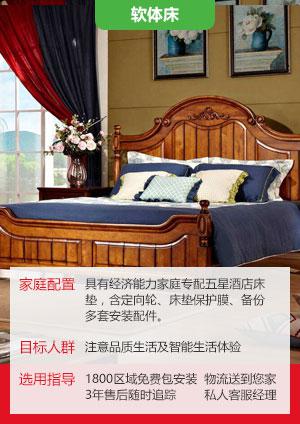 软体床
家庭配置 具有经济能力家庭专配五星酒店床
垫，含定向轮、床垫保护膜、备份
多套安装配件。
目标人群 注意品质生活及智能生活体验
选用指导 1800区域免费包安装 物流送到您家
3年售后随时追踪 私人客服经理